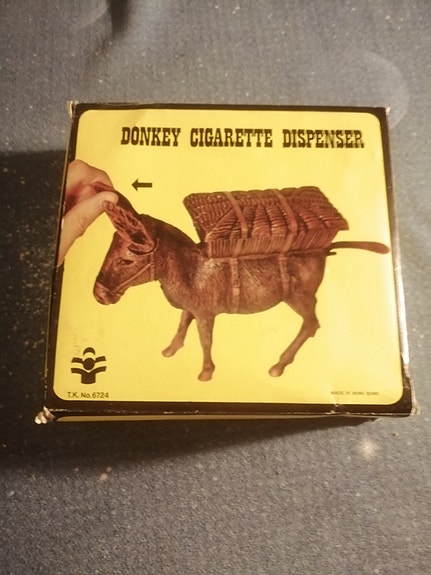 DONKEY CIGARETTE DISPENSER
T.K. No.6724
MADE IN HONG KONG